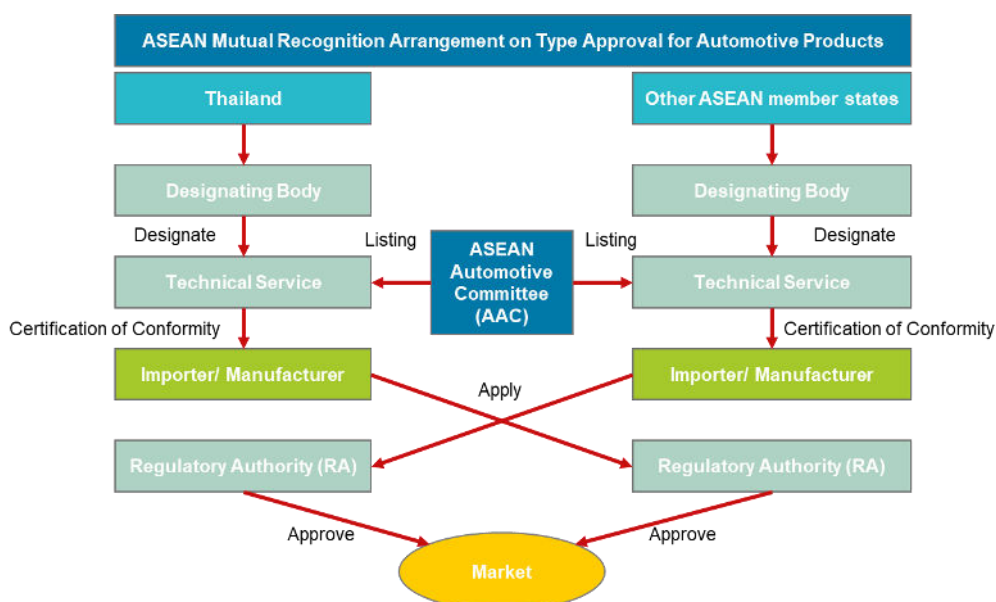 ASEAN Mutual Recognition Arrangement on Type Approval for Automotive Products
Thailand
Other ASEAN member states
Designating Body
Designating Body
Designate
Listing
Listing
Designate
ASEAN
Automotive
Committee
(AAC)
Technical Service
Technical Service
Certification of Conformity
Certification of Conformity
Importer/ Manufacturer
Apply
Importer/ Manufacturer
Regulatory Authority (RA)
Regulatory Authority (RA)
Approve
Approve
Market